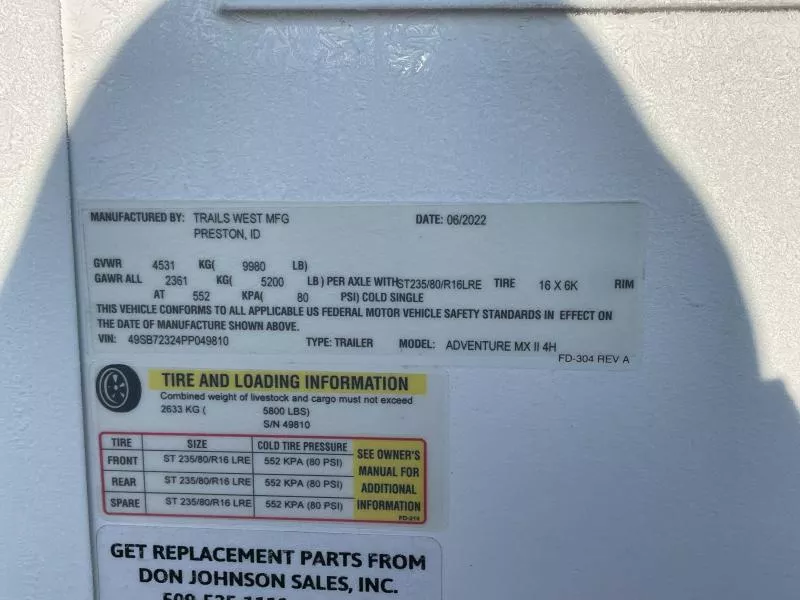 MANUFACTURED BY: TRAILS WEST MFG DATE: 06/2022
PRESTON, ID
GVWR 4531 KG( 9980 LB)
GAWR ALL 2361 KG( 5200 LB) PER AXLE WITH ST235/80/R16LRE TIRE 16 X 6K RIM
AT 552 KPA( 80 PSI) COLD SINGLE
THIS VEHICLE CONFORMS TO ALL APPLICABLE US FEDERAL MOTOR VEHICLE SAFETY STANDARDS IN EFFECT ON
THE DATE OF MANUFACTURE SHOWN ABOVE.
VIN: 49SB72324PP049810 TYPE: TRAILER MODEL: ADVENTURE MX II 4H
FD-304 REV A
TIRE AND LOADING INFORMATION
Combined weight of livestock and cargo must not exceed
2633 KG ( 5800 LBS)
S/N 49810
TIRE SIZE COLD TIRE PRESSURE
FRONT ST 235/80/R16 LRE 552 KPA (80 PSI)
REAR ST 235/80/R16 LRE 552 KPA (80 PSI)
SPARE ST 235/80/R16 LRE 552 KPA (80 PSI)
SEE OWNER'S
MANUAL FOR
ADDITIONAL
INFORMATION
FD-214
GET REPLACEMENT PARTS FROM
DON JOHNSON SALES, INC.